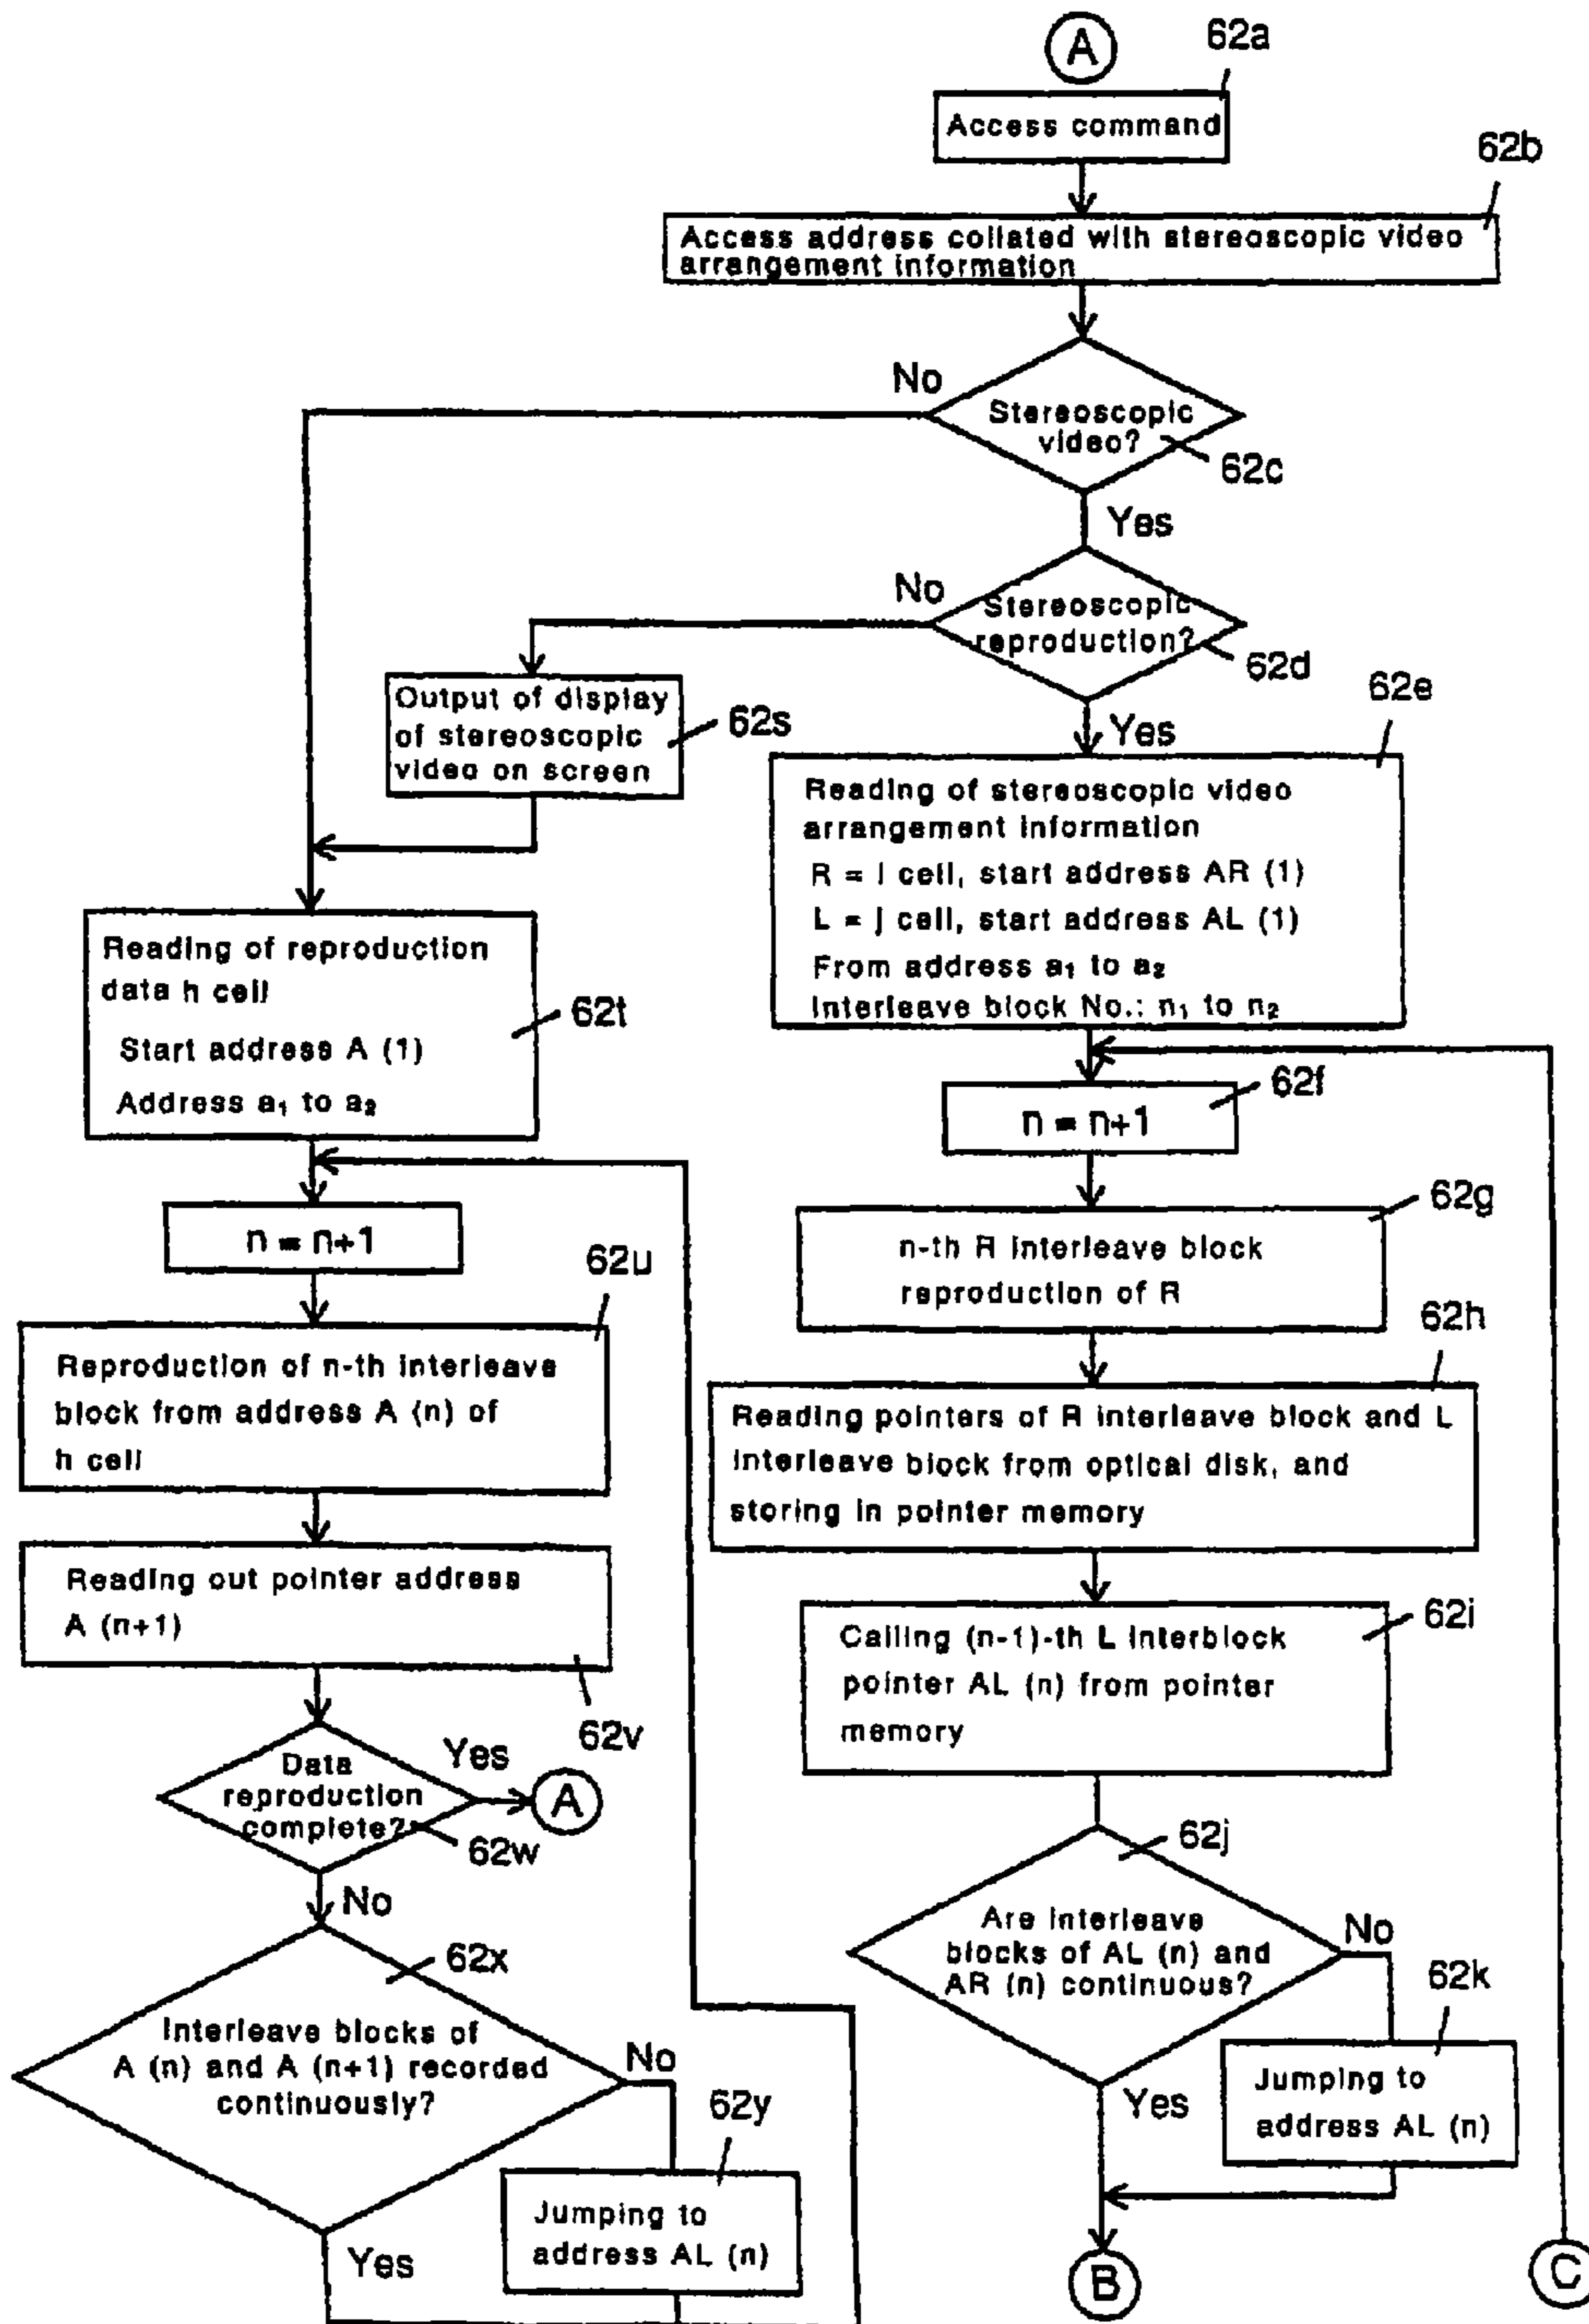 A
62a
Access command
62b
Access address collated with stereoscopic video
arrangement information
No
Stereoscopic
video?
62c
Yes
No
Stereoscopic
reproduction?
62d
Yes
Output of display
of stereoscopic
video on screen
62s
62e
Reading of stereoscopic video
arrangement information
R = i cell, start address AR (1)
L = j cell, start address AL (1)
From address a₁ to a₂
Interleave block No.: n₁ to n₂
Reading of reproduction
data h cell
Start address A (1)
Address a₁ to a₂
62t
62f
n = n+1
n = n+1
62g
n-th R interleave block
reproduction of R
62u
Reproduction of n-th interleave
block from address A (n) of
h cell
62h
Reading pointers of R interleave block and L
interleave block from optical disk, and
storing in pointer memory
Reading out pointer address
A (n+1)
62v
62i
Calling (n-1)-th L interblock
pointer AL (n) from pointer
memory
Data
reproduction
complete?
62w
Yes
A
No
62j
Are interleave
blocks of AL (n) and
AR (n) continuous?
No
62k
Jumping to
address AL (n)
Yes
62x
Interleave blocks of
A (n) and A (n+1) recorded
continuously?
No
62y
Jumping to
address AL (n)
Yes
B
C